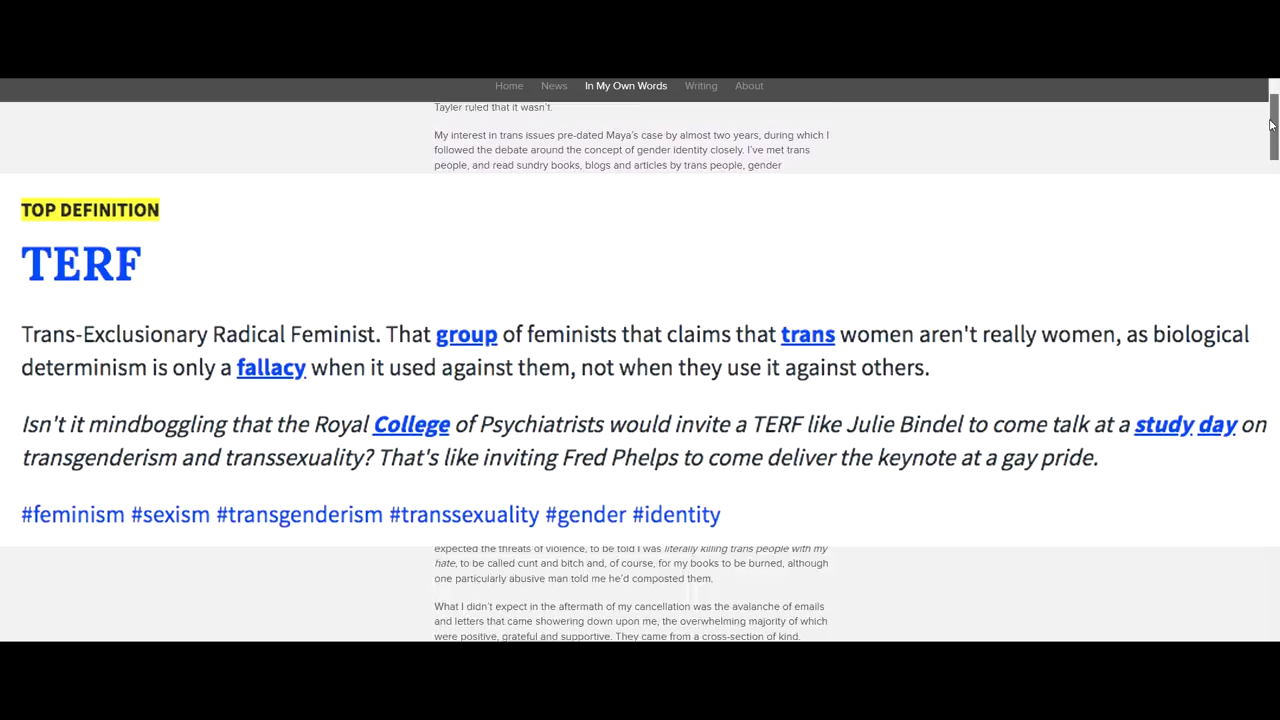 Home News In My Own Words Writing About
Tayler ruled that it wasn't.
My interest in trans issues pre-dated Maya's case by almost two years, during which I
followed the debate around the concept of gender identity closely. I've met trans
people, and read sundry books, blogs and articles by trans people, gender
TOP DEFINITION
TERF
Trans-Exclusionary Radical Feminist. That group of feminists that claims that trans women aren't really women, as biological
determinism is only a fallacy when it used against them, not when they use it against others.
Isn't it mindboggling that the Royal College of Psychiatrists would invite a TERF like Julie Bindel to come talk at a study day on
transgenderism and transsexuality? That's like inviting Fred Phelps to come deliver the keynote at a gay pride.
#feminism #sexism #transgenderism #transsexuality #gender #identity
expected the threats of violence, to be told I was literally killing trans people with my
hate, to be called cunt and bitch and, of course, for my books to be burned, although
one particularly abusive man told me he'd composted them.
What I didn't expect in the aftermath of my cancellation was the avalanche of emails
and letters that came showering down upon me, the overwhelming majority of which
were positive, grateful and supportive. They came from a cross-section of kind,